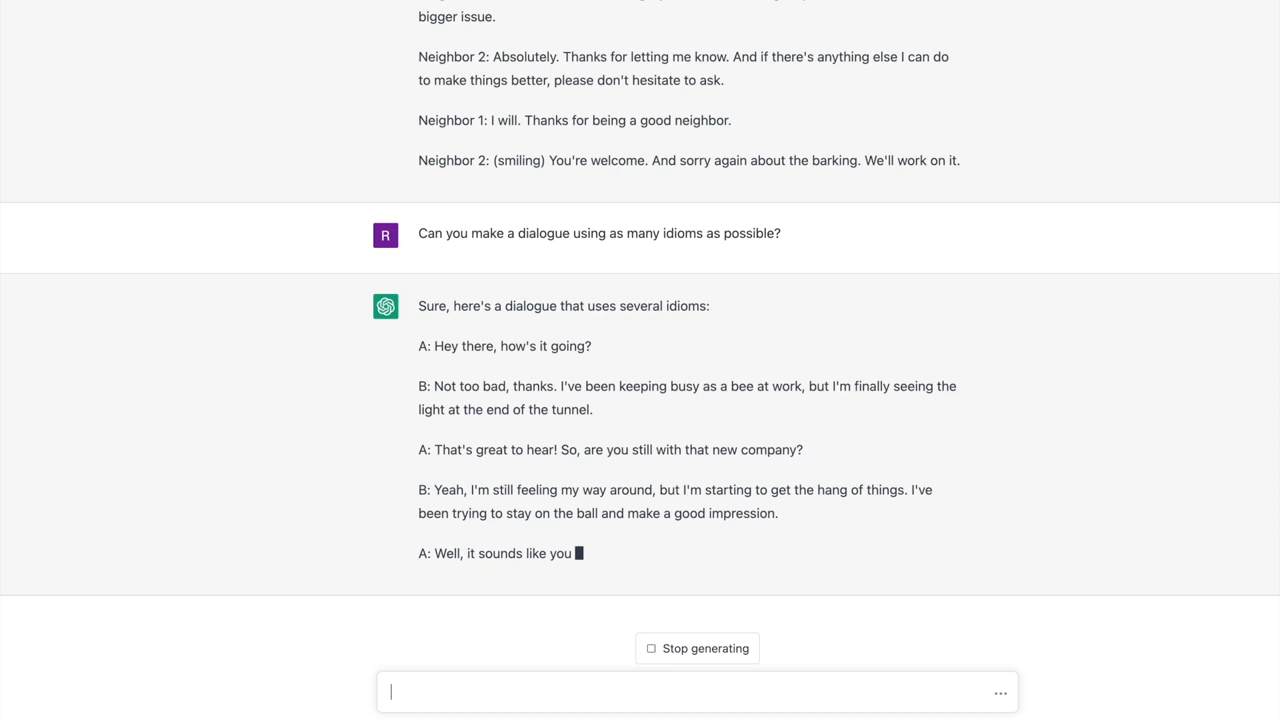 bigger issue.
Neighbor 2: Absolutely. Thanks for letting me know. And if there's anything else I can do
to make things better, please don't hesitate to ask.
Neighbor 1: I will. Thanks for being a good neighbor.
Neighbor 2: (smiling) You're welcome. And sorry again about the barking. We'll work on it.
R
Can you make a dialogue using as many idioms as possible?
Sure, here's a dialogue that uses several idioms:
A: Hey there, how's it going?
B: Not too bad, thanks. I've been keeping busy as a bee at work, but I'm finally seeing the
light at the end of the tunnel.
A: That's great to hear! So, are you still with that new company?
B: Yeah, I'm still feeling my way around, but I'm starting to get the hang of things. I've
been trying to stay on the ball and make a good impression.
A: Well, it sounds like you
Stop generating